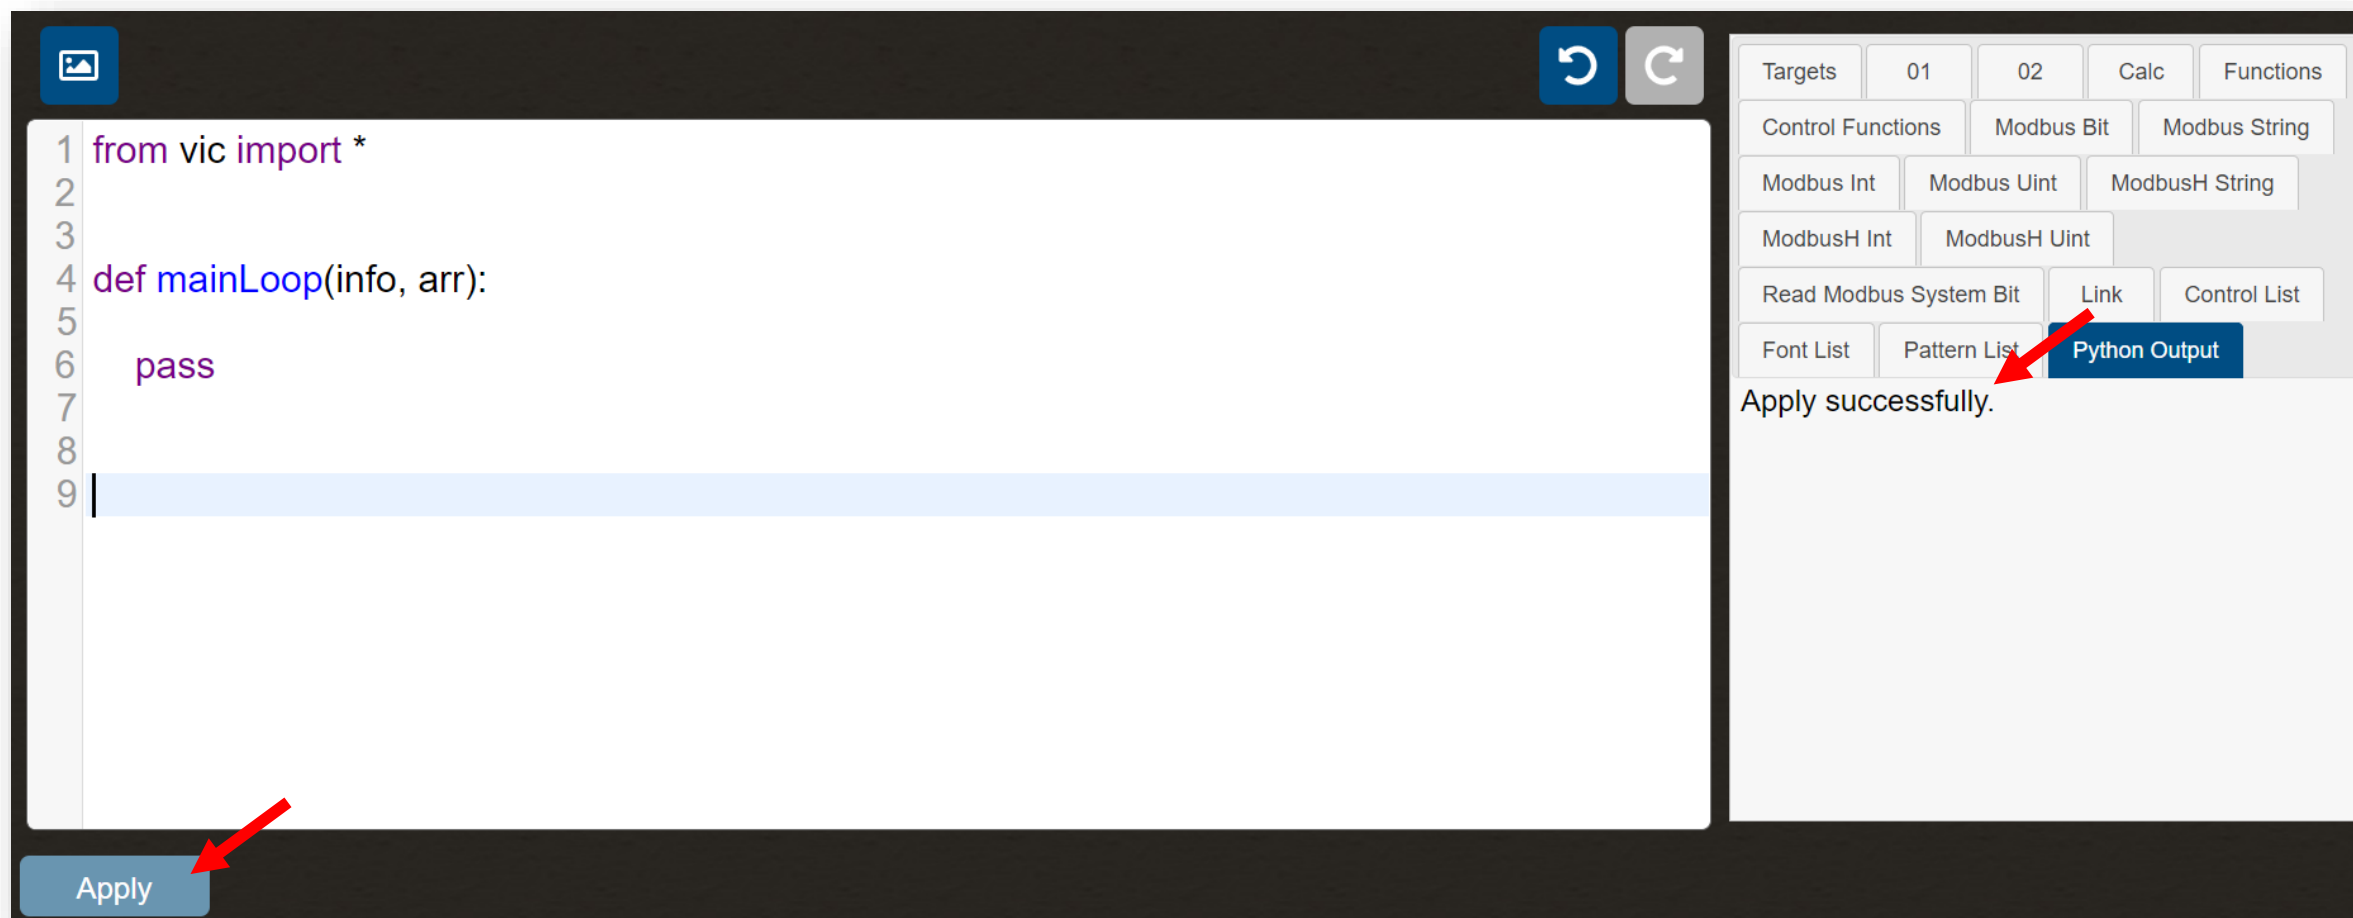 1 from vic import *
2
3
4 def mainLoop(info, arr):
5
6     pass
7
8
9
Apply
Targets 01 02 Calc Functions
Control Functions Modbus Bit Modbus String
Modbus Int Modbus Uint ModbusH String
ModbusH Int ModbusH Uint
Read Modbus System Bit Link Control List
Font List Pattern List Python Output
Apply successfully.